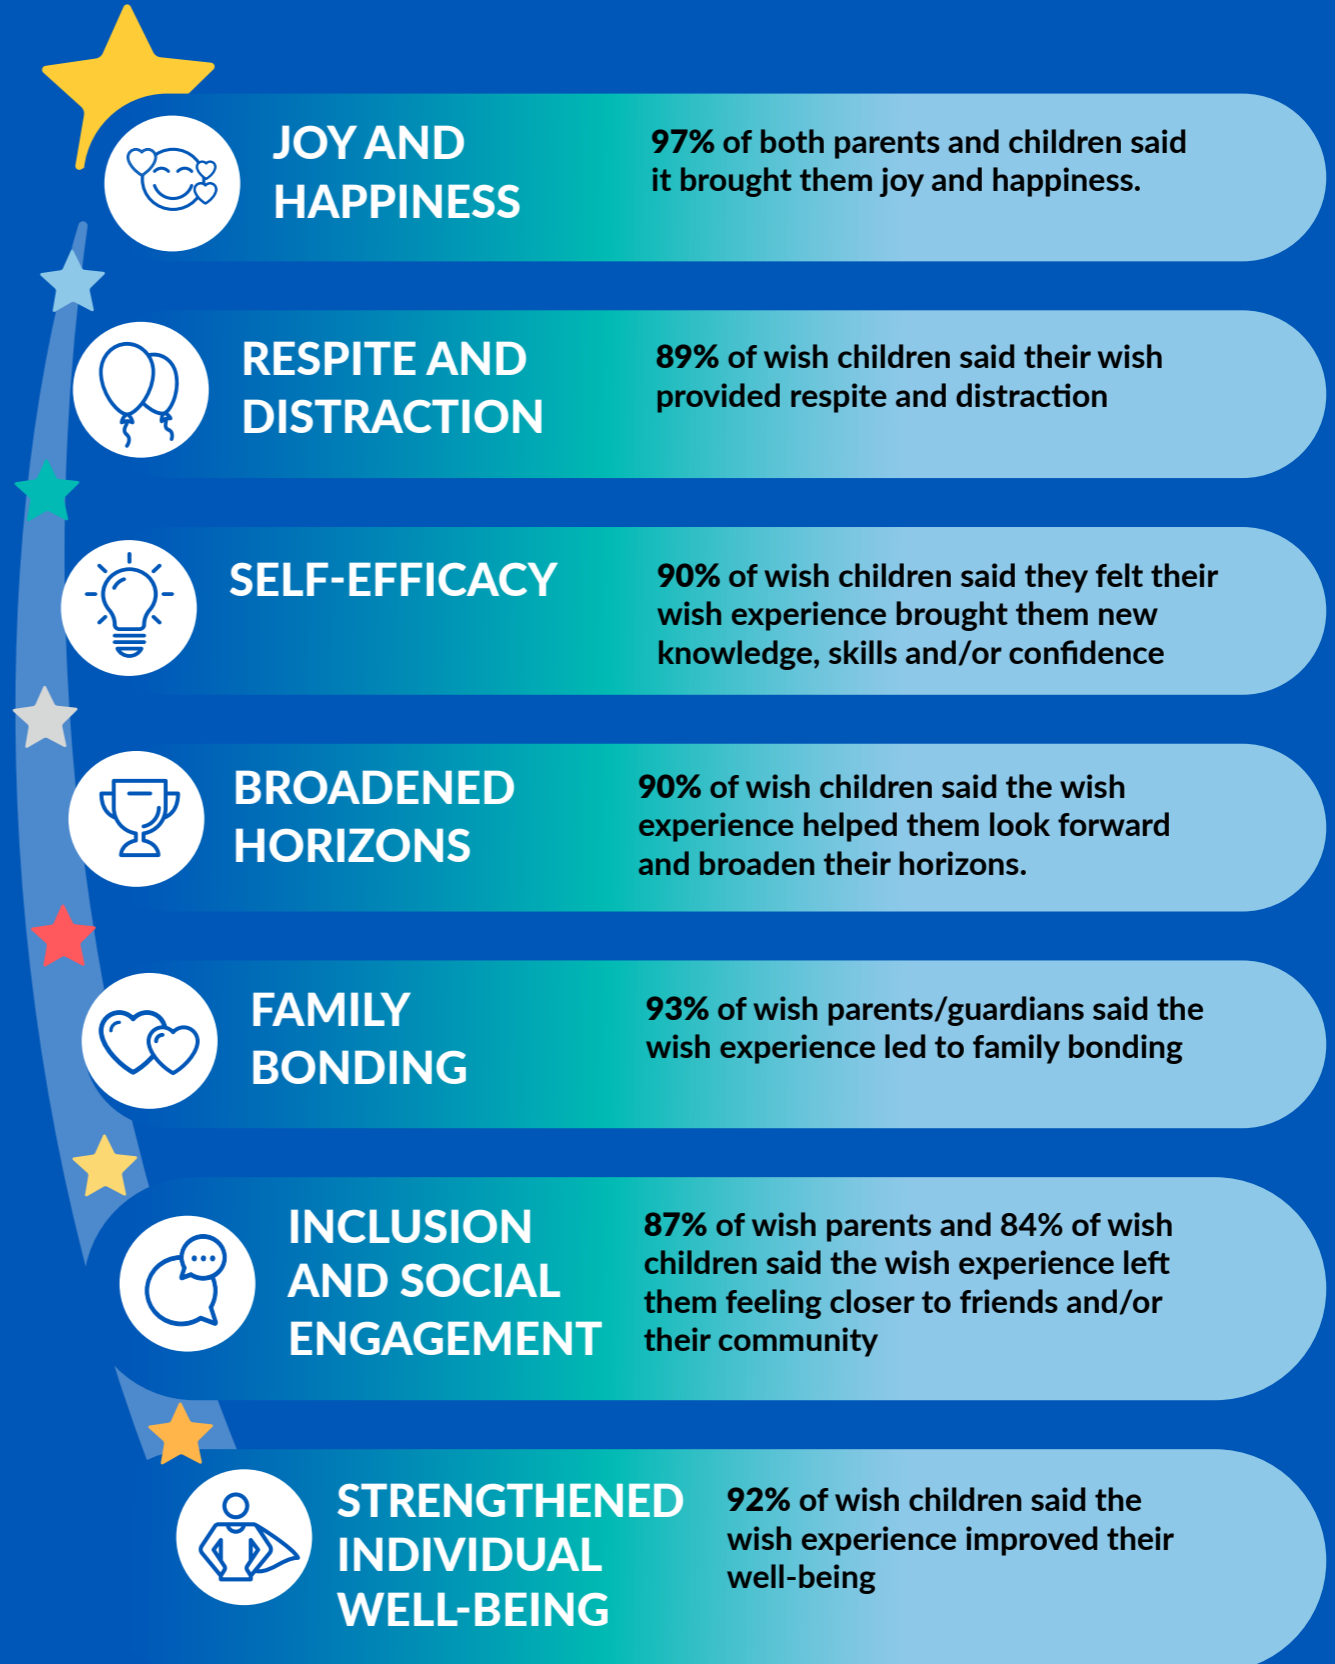 JOY AND
HAPPINESS
97% of both parents and children said
it brought them joy and happiness.
RESPITE AND
DISTRACTION
89% of wish children said their wish
provided respite and distraction
SELF-EFFICACY
90% of wish children said they felt their
wish experience brought them new
knowledge, skills and/or confidence
BROADENED
HORIZONS
90% of wish children said the wish
experience helped them look forward
and broaden their horizons.
FAMILY
BONDING
93% of wish parents/guardians said the
wish experience led to family bonding
INCLUSION
AND SOCIAL
ENGAGEMENT
87% of wish parents and 84% of wish
children said the wish experience left
them feeling closer to friends and/or
their community
STRENGTHENED
INDIVIDUAL
WELL-BEING
92% of wish children said the
wish experience improved their
well-being